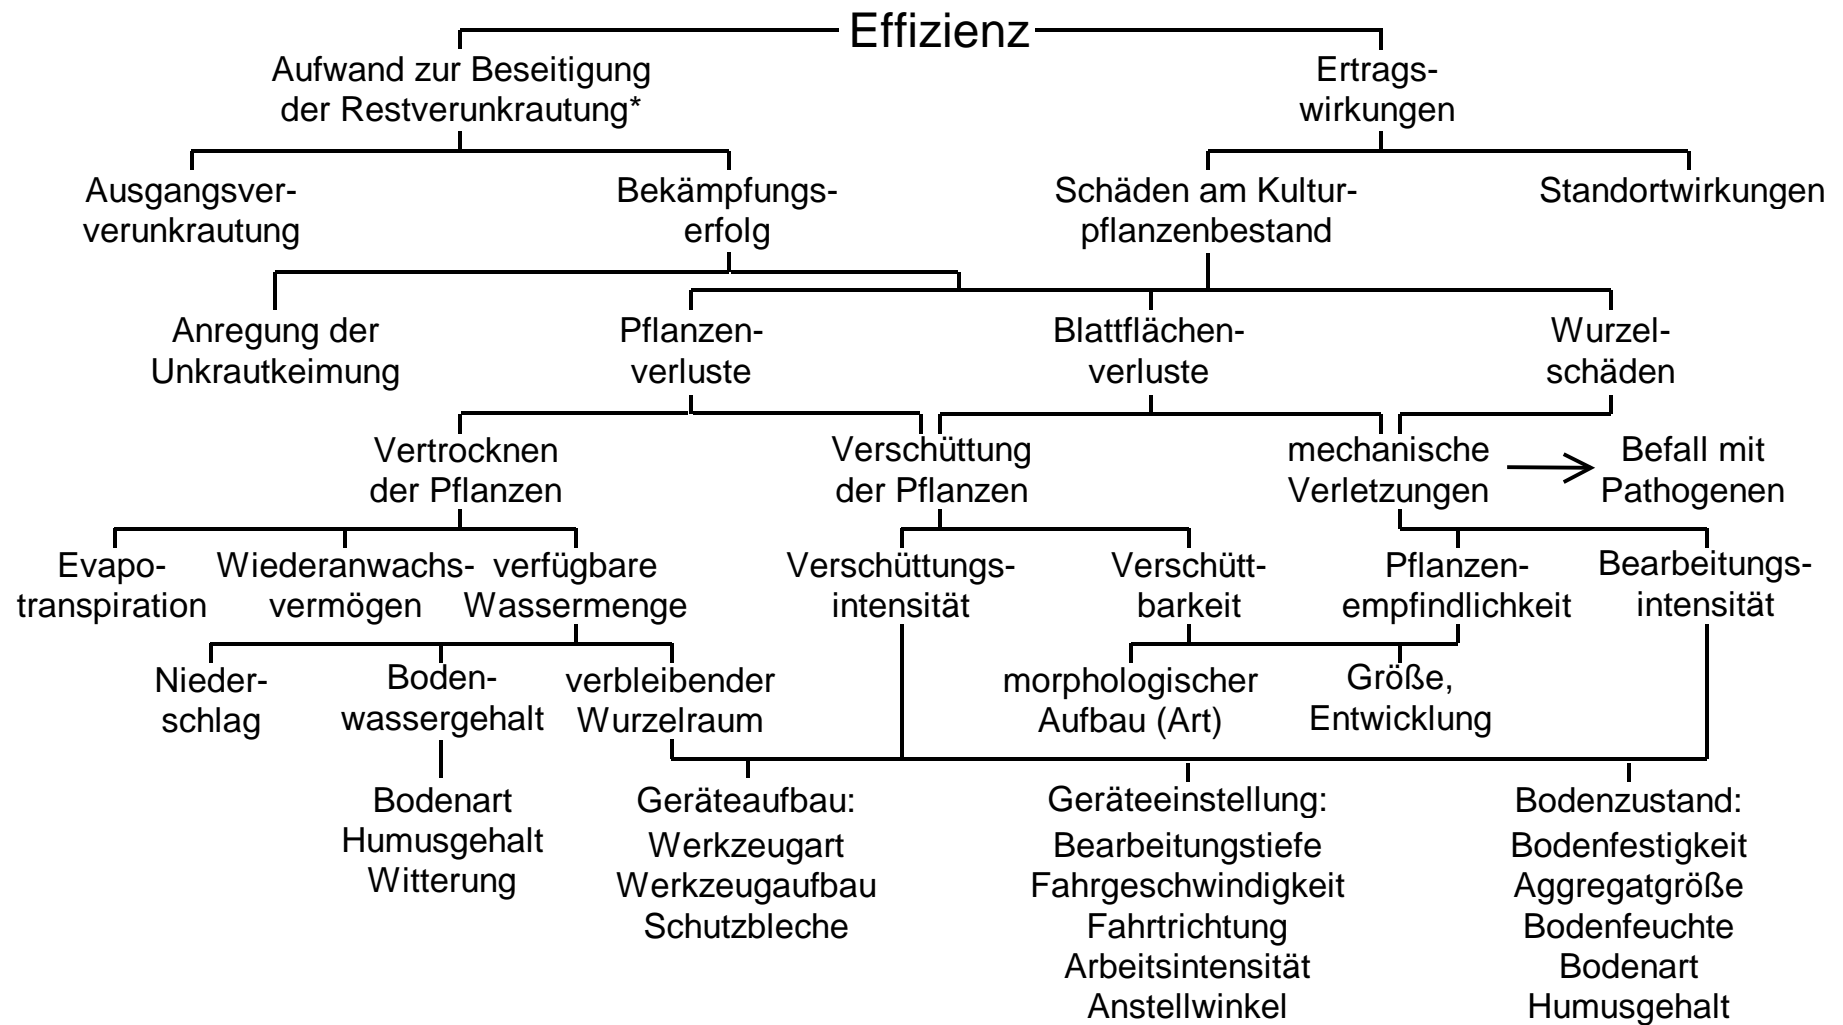 Effizienz
Aufwand zur Beseitigung
der Restverunkrautung*
Ertrags-
wirkungen
Ausgangsver-
verunkrautung
Bekämpfungs-
erfolg
Schäden am Kultur-
pflanzenbestand
Standortwirkungen
Anregung der
Unkrautkeimung
Pflanzen-
verluste
Blattflächen-
verluste
Wurzel-
schäden
Vertrocknen
der Pflanzen
Verschüttung
der Pflanzen
mechanische
Verletzungen
Befall mit
Pathogenen
Evapo-
transpiration
Wiederanwachs-
vermögen
verfügbare
Wassermenge
Verschüttungs-
intensität
Verschütt-
barkeit
Pflanzen-
empfindlichkeit
Bearbeitungs-
intensität
Nieder-
schlag
Boden-
wassergehalt
verbleibender
Wurzelraum
morphologischer
Aufbau (Art)
Größe,
Entwicklung
Bodenart
Humusgehalt
Witterung
Geräteaufbau:
Werkzeugart
Werkzeugaufbau
Schutzbleche
Geräteeinstellung:
Bearbeitungstiefe
Fahrgeschwindigkeit
Fahrtrichtung
Arbeitsintensität
Anstellwinkel
Bodenzustand:
Bodenfestigkeit
Aggregatgröße
Bodenfeuchte
Bodenart
Humusgehalt